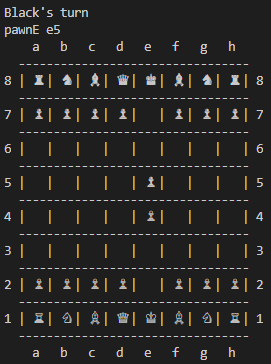 Black's turn
pawnE e5
a b c d e f g h
---------------------------------
8 | ♜ | ♞ | ♝ | ♛ | ♚ | ♝ | ♞ | ♜ | 8
---------------------------------
7 | ♟ | ♟ | ♟ | ♟ |   | ♟ | ♟ | ♟ | 7
---------------------------------
6 |   |   |   |   |   |   |   |   | 6
---------------------------------
5 |   |   |   |   | ♟ |   |   |   | 5
---------------------------------
4 |   |   |   |   | ♙ |   |   |   | 4
---------------------------------
3 |   |   |   |   |   |   |   |   | 3
---------------------------------
2 | ♙ | ♙ | ♙ | ♙ |   | ♙ | ♙ | ♙ | 2
---------------------------------
1 | ♖ | ♘ | ♗ | ♕ | ♔ | ♗ | ♘ | ♖ | 1
---------------------------------
a b c d e f g h